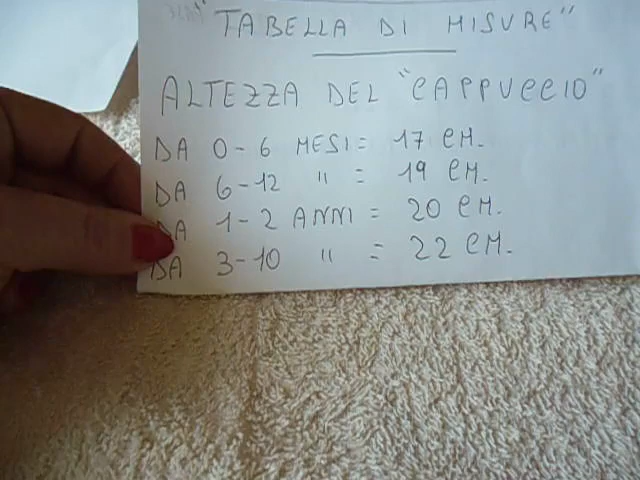 "TABELLA DI MISURE"
ALTEZZA DEL "CAPPUCCIO"
DA 0-6 MESI = 17 CM.
DA 6-12 " = 19 CM.
DA 1-2 ANNI = 20 CM.
DA 3-10 " = 22 CM.